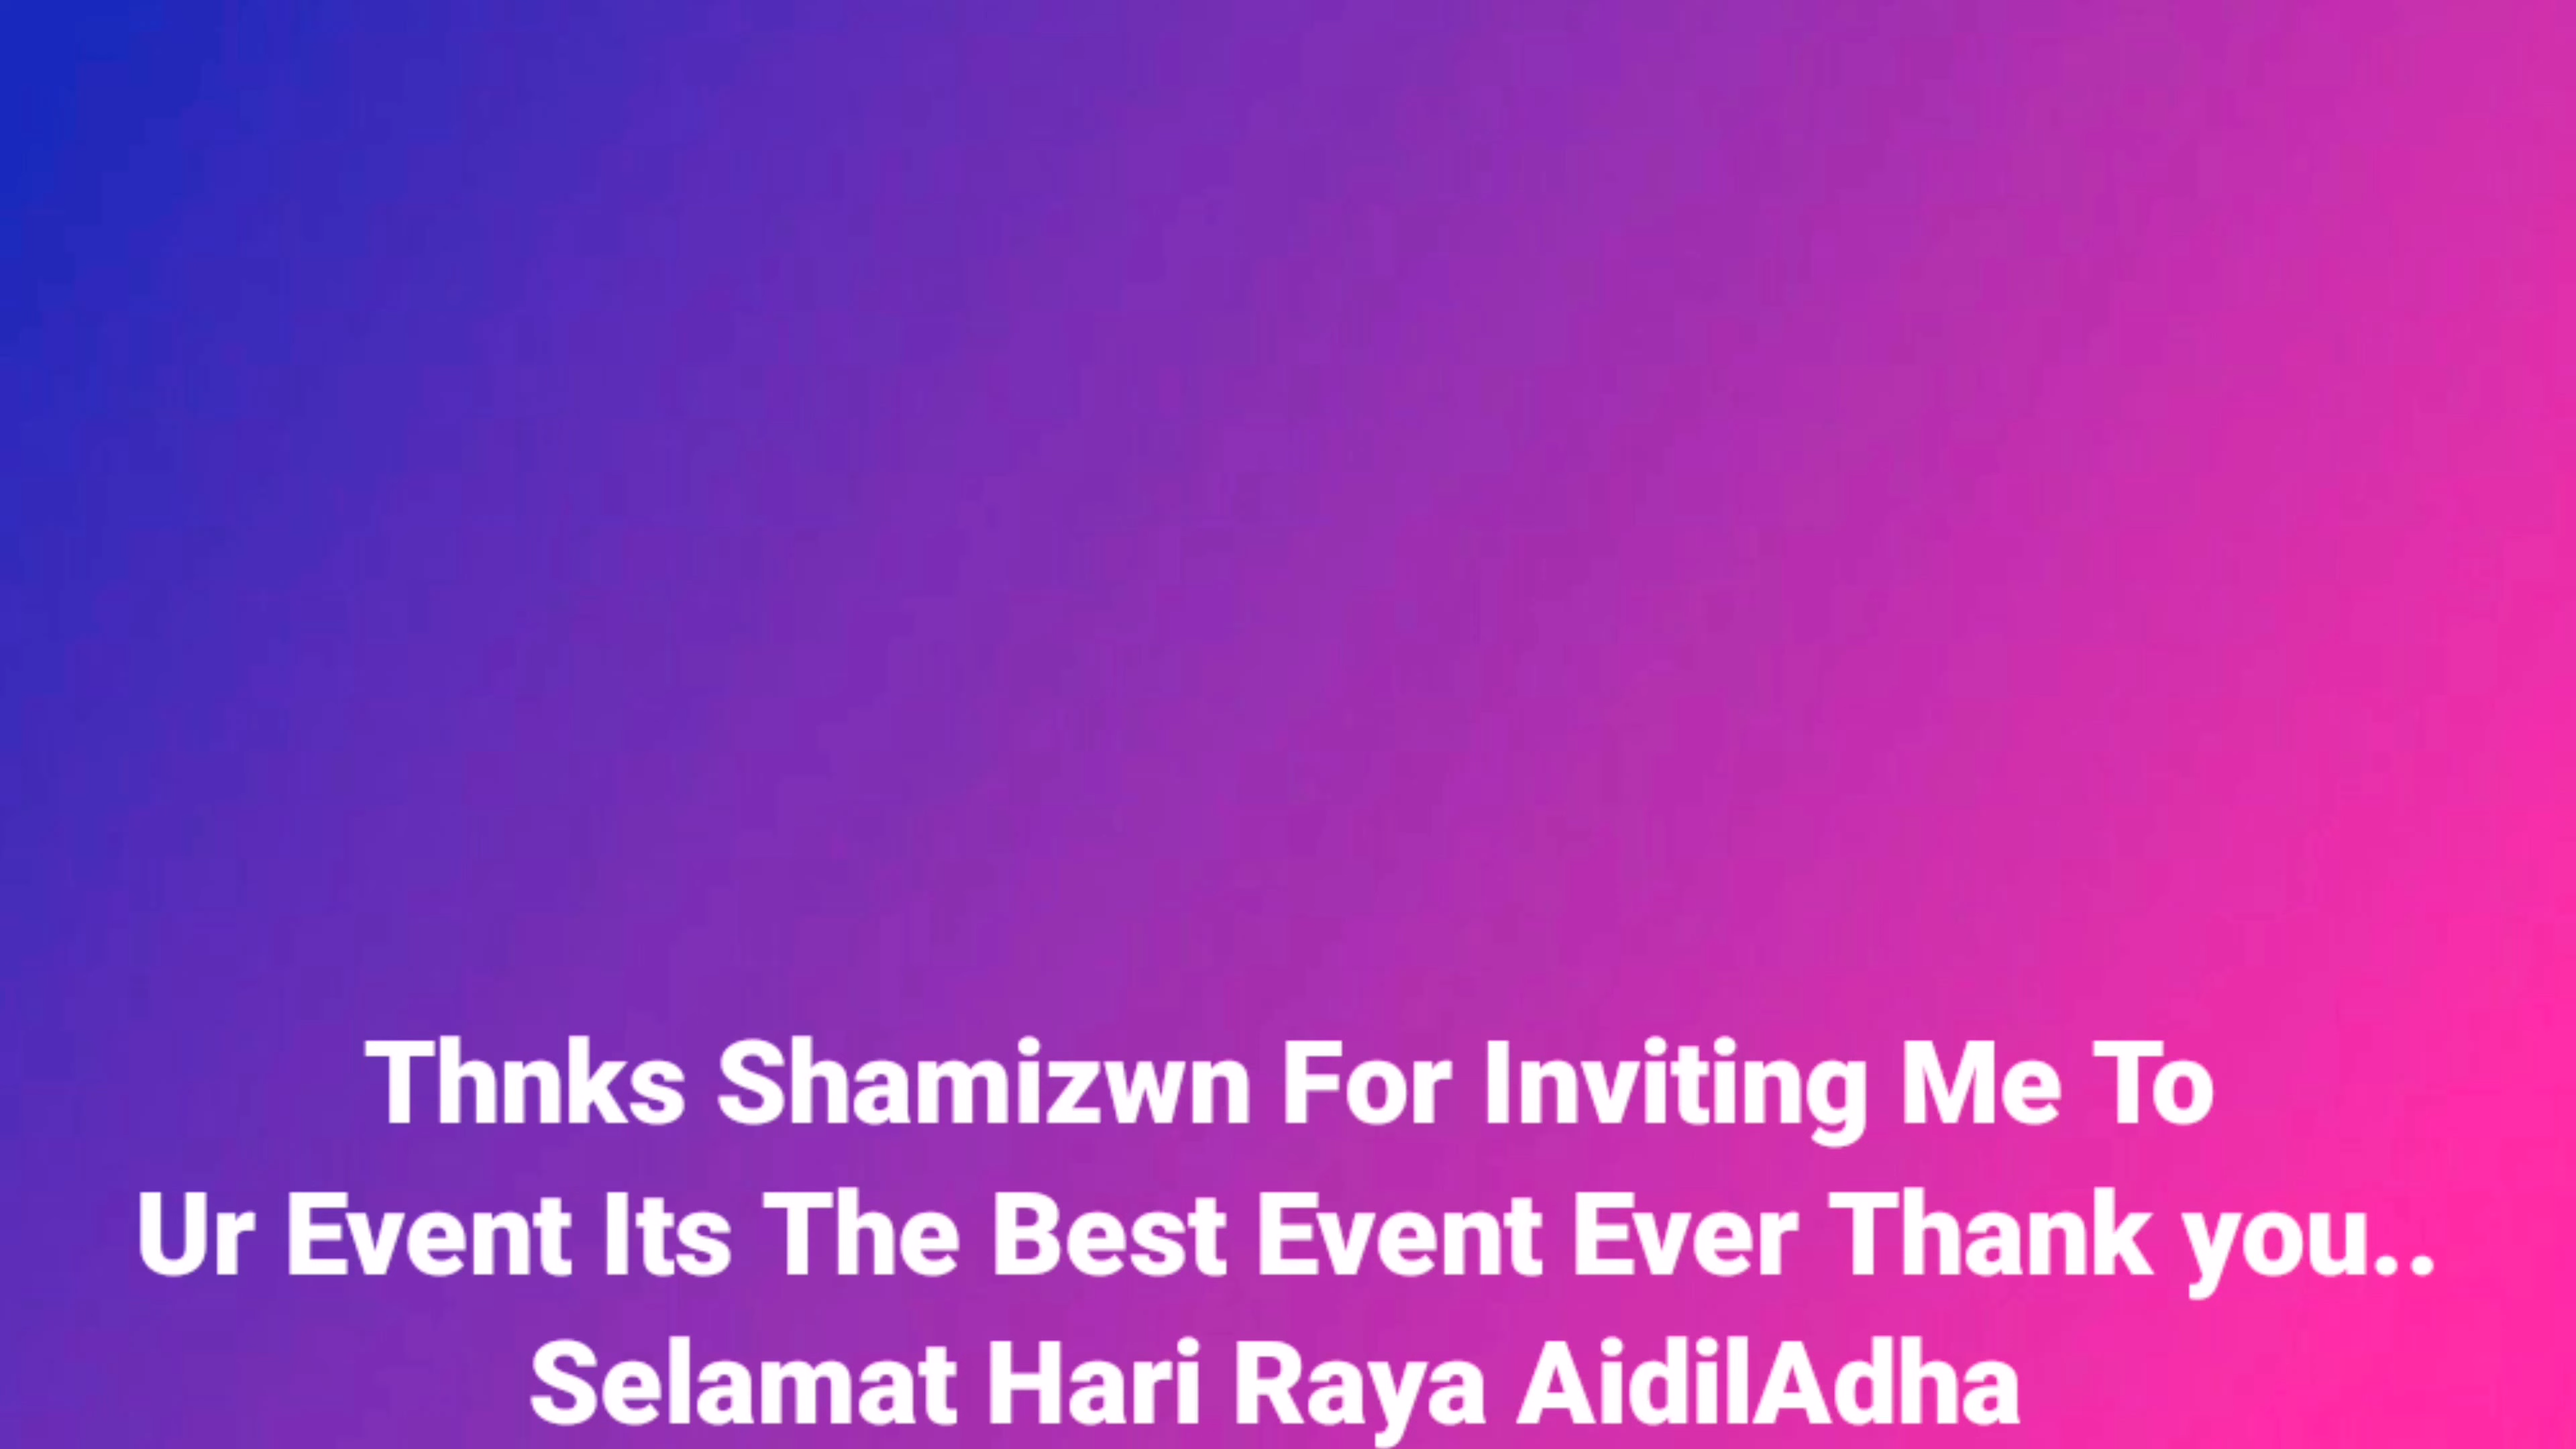 Thnks Shamizwn For Inviting Me To
Ur Event Its The Best Event Ever Thank you..
Selamat Hari Raya AidilAdha